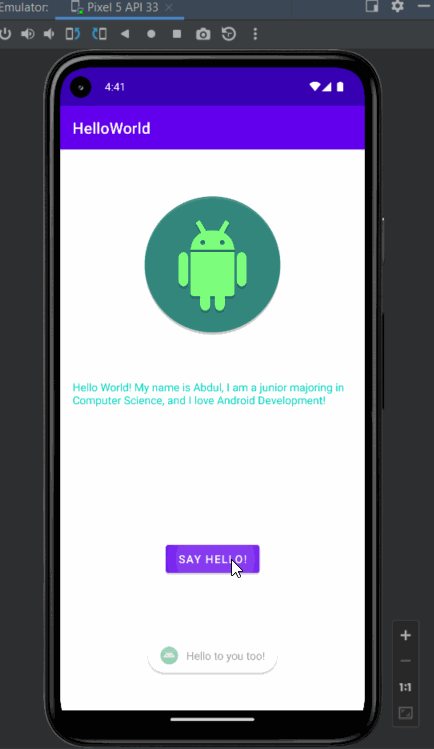 Emulator:
Pixel 5 API 33
4:41
HelloWorld
Hello World! My name is Abdul, I am a junior majoring in
Computer Science, and I love Android Development!
SAY HELLO!
Hello to you too!
1:1